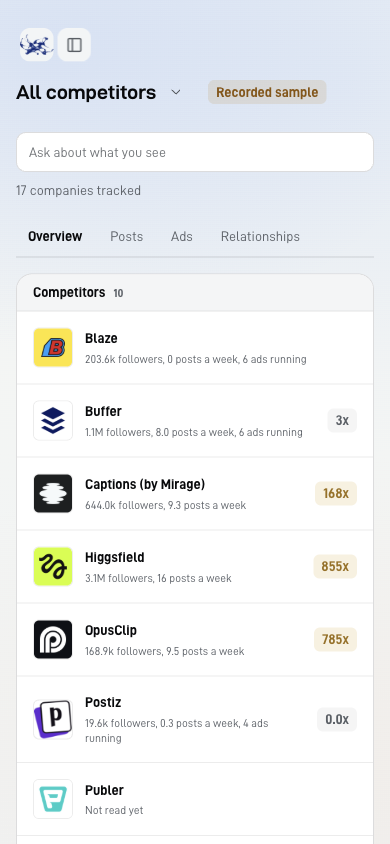 All competitors
Recorded sample
Ask about what you see
17 companies tracked
Overview
Posts
Ads
Relationships
Competitors 10
B
Blaze
203.6k followers, 0 posts a week, 6 ads running
Buffer
1.1M followers, 8.0 posts a week, 6 ads running
3x
Captions (by Mirage)
644.0k followers, 9.3 posts a week
168x
Higgsfield
3.1M followers, 16 posts a week
855x
OpusClip
168.9k followers, 9.5 posts a week
785x
P
Postiz
19.6k followers, 0.3 posts a week, 4 ads
running
0.0x
Publer
Not read yet